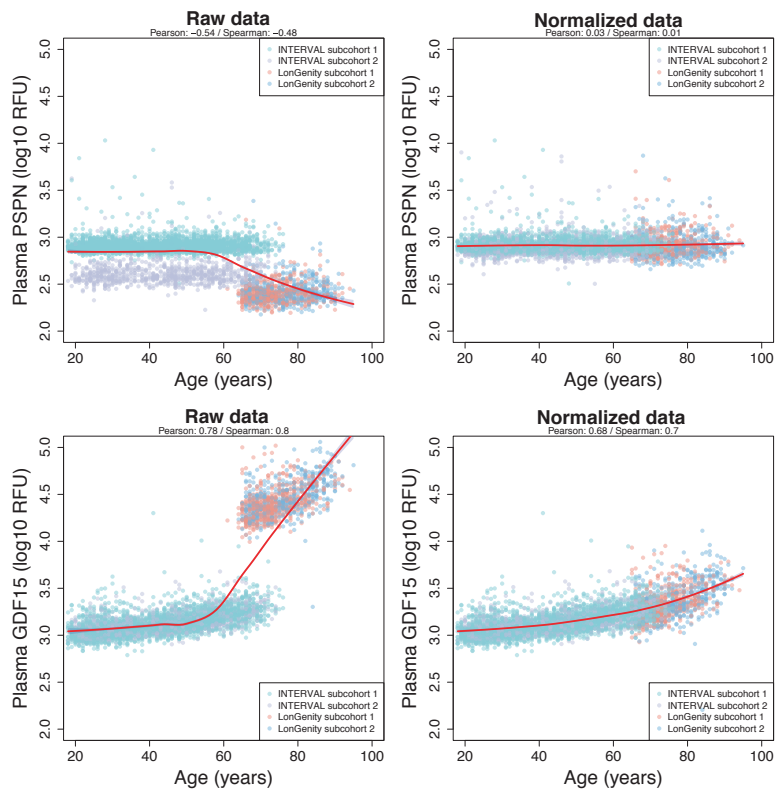 Raw data
Pearson: −0.54 / Spearman: −0.48
Plasma PSPN (log10 RFU)
5.0
4.5
4.0
3.5
3.0
2.5
2.0
INTERVAL subcohort 1
INTERVAL subcohort 2
LonGenity subcohort 1
LonGenity subcohort 2
20 40 60 80 100
Age (years)
Normalized data
Pearson: 0.03 / Spearman: 0.01
Plasma PSPN (log10 RFU)
5.0
4.5
4.0
3.5
3.0
2.5
2.0
INTERVAL subcohort 1
INTERVAL subcohort 2
LonGenity subcohort 1
LonGenity subcohort 2
20 40 60 80 100
Age (years)
Raw data
Pearson: 0.78 / Spearman: 0.8
Plasma GDF15 (log10 RFU)
5.0
4.5
4.0
3.5
3.0
2.5
2.0
INTERVAL subcohort 1
INTERVAL subcohort 2
LonGenity subcohort 1
LonGenity subcohort 2
20 40 60 80 100
Age (years)
Normalized data
Pearson: 0.68 / Spearman: 0.7
Plasma GDF15 (log10 RFU)
5.0
4.5
4.0
3.5
3.0
2.5
2.0
INTERVAL subcohort 1
INTERVAL subcohort 2
LonGenity subcohort 1
LonGenity subcohort 2
20 40 60 80 100
Age (years)